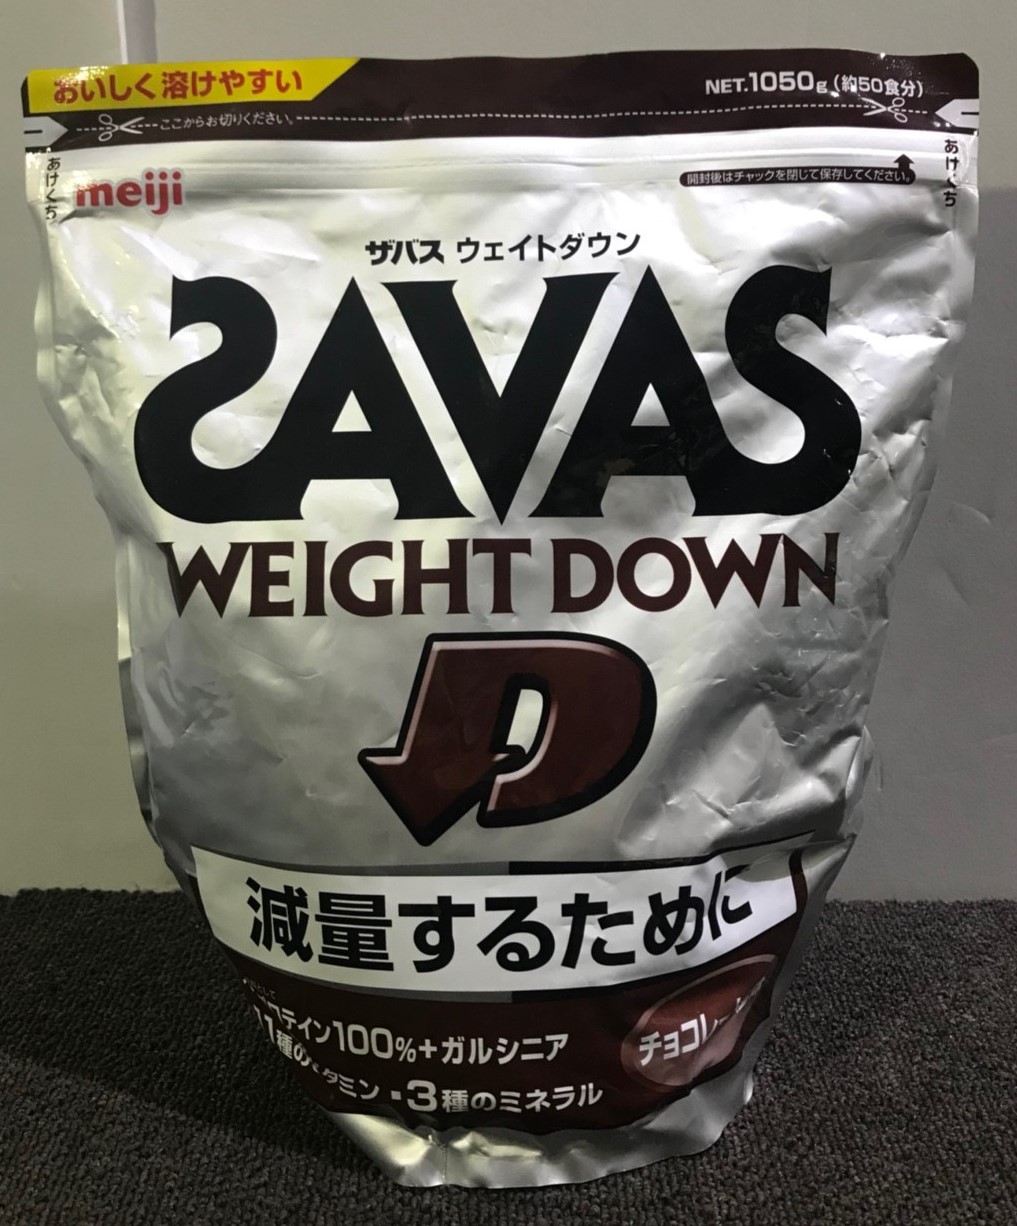 おいしく溶けやすい
NET.1050g(約50食分)
ここからお切りください。
あけくち
あけくち
meiji
開封後はチャックを閉じて保存してください。
ザバス ウェイトダウン
SAVAS
WEIGHT DOWN
D
減量するために
テイン100%+ガルシニア
チョコレ
11種の タミン・3種のミネラル